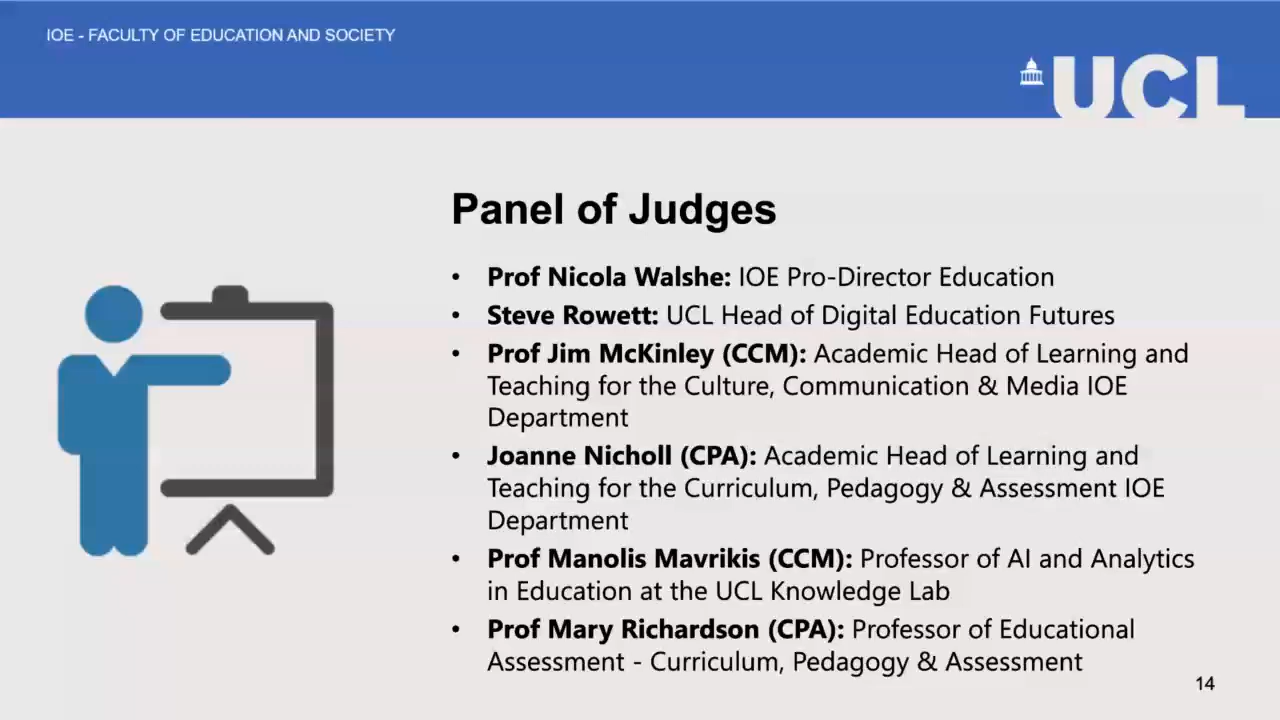 IOE - FACULTY OF EDUCATION AND SOCIETY
UCL
Panel of Judges
• Prof Nicola Walshe: IOE Pro-Director Education
• Steve Rowett: UCL Head of Digital Education Futures
• Prof Jim McKinley (CCM): Academic Head of Learning and
Teaching for the Culture, Communication & Media IOE
Department
• Joanne Nicholl (CPA): Academic Head of Learning and
Teaching for the Curriculum, Pedagogy & Assessment IOE
Department
• Prof Manolis Mavrikis (CCM): Professor of AI and Analytics
in Education at the UCL Knowledge Lab
• Prof Mary Richardson (CPA): Professor of Educational
Assessment - Curriculum, Pedagogy & Assessment
14